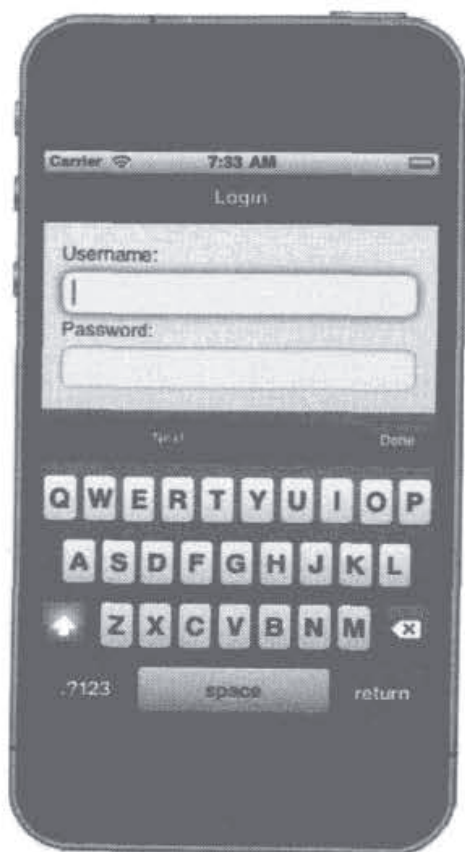 Carrier 7:33 AM
Login
Username:
Password:
Next Done
Q W E R T Y U I O P
A S D F G H J K L
Z X C V B N M
.?123 space return